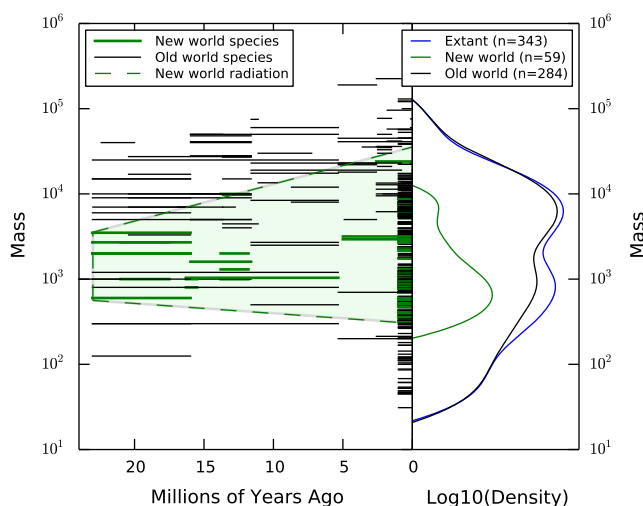 10^6
10^6
New world species
Old world species
New world radiation
Extant (n=343)
New world (n=59)
Old world (n=284)
10^5
10^5
10^4
10^4
Mass
Mass
10^3
10^3
10^2
10^2
10^1
10^1
20
15
10
5
0
Millions of Years Ago
Log10(Density)